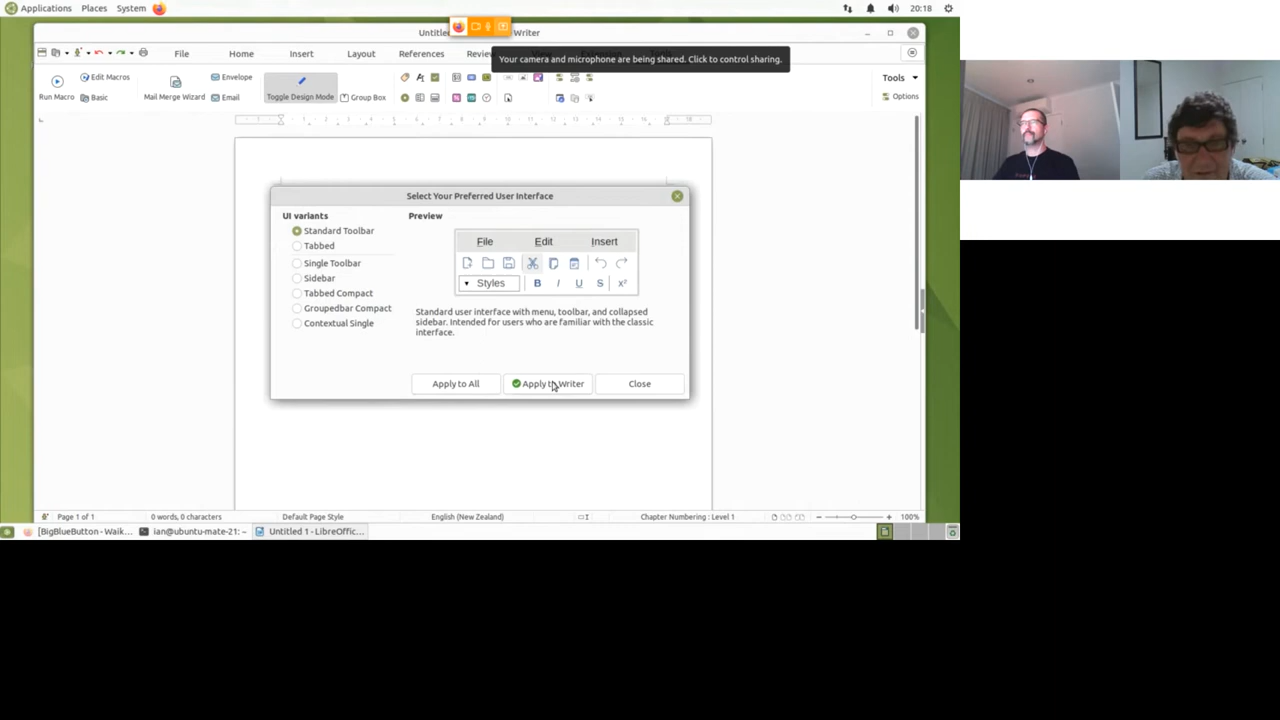 Applications Places System 20:18
Untitle Writer
File Home Insert Layout References Review
Your camera and microphone are being shared. Click to control sharing.
Run Macro Edit Macros Basic Mail Merge Wizard Envelope Email Toggle Design Mode Group Box Tools Options
Select Your Preferred User Interface
UI variants Preview
Standard Toolbar
Tabbed
Single Toolbar
Sidebar
Tabbed Compact
Groupedbar Compact
Contextual Single
File Edit Insert
Styles B I U S x²
Standard user interface with menu, toolbar, and collapsed
sidebar. Intended for users who are familiar with the classic
interface.
Apply to All Apply to Writer Close
Page 1 of 1 0 words, 0 characters Default Page Style English (New Zealand) Chapter Numbering : Level 1 100%
[BigBlueButton - Waik... ian@ubuntu-mate-21: ~ Untitled 1 - LibreOffic...